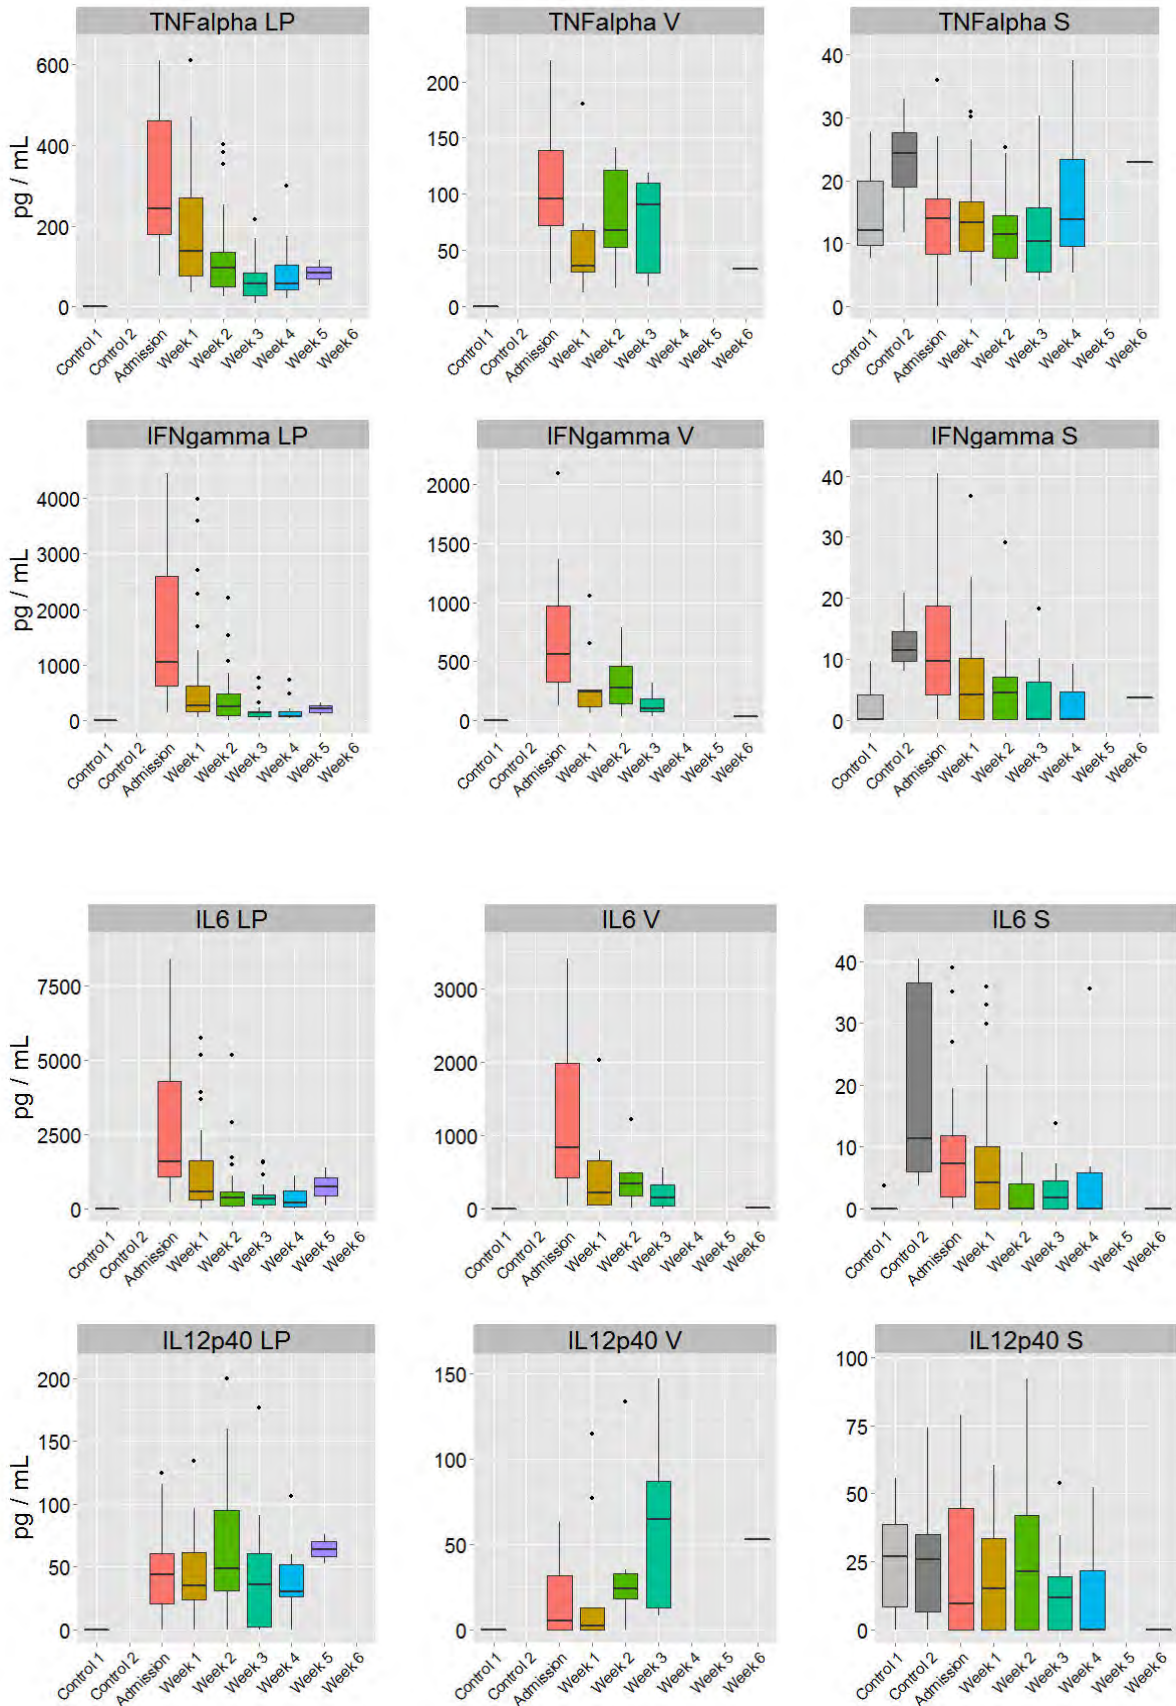 TNFalpha LP TNFalpha V TNFalpha S
pg / mL
600
400
200
0
200
150
100
50
0
40
30
20
10
0
Control 1 Control 2 Admission Week 1 Week 2 Week 3 Week 4 Week 5 Week 6
Control 1 Control 2 Admission Week 1 Week 2 Week 3 Week 4 Week 5 Week 6
Control 1 Control 2 Admission Week 1 Week 2 Week 3 Week 4 Week 5 Week 6
IFNgamma LP IFNgamma V IFNgamma S
pg / mL
4000
3000
2000
1000
0
2000
1500
1000
500
0
40
30
20
10
0
Control 1 Control 2 Admission Week 1 Week 2 Week 3 Week 4 Week 5 Week 6
Control 1 Control 2 Admission Week 1 Week 2 Week 3 Week 4 Week 5 Week 6
Control 1 Control 2 Admission Week 1 Week 2 Week 3 Week 4 Week 5 Week 6
IL6 LP IL6 V IL6 S
pg / mL
7500
5000
2500
0
3000
2000
1000
0
40
30
20
10
0
Control 1 Control 2 Admission Week 1 Week 2 Week 3 Week 4 Week 5 Week 6
Control 1 Control 2 Admission Week 1 Week 2 Week 3 Week 4 Week 5 Week 6
Control 1 Control 2 Admission Week 1 Week 2 Week 3 Week 4 Week 5 Week 6
IL12p40 LP IL12p40 V IL12p40 S
pg / mL
200
150
100
50
0
150
100
50
0
100
75
50
25
0
Control 1 Control 2 Admission Week 1 Week 2 Week 3 Week 4 Week 5 Week 6
Control 1 Control 2 Admission Week 1 Week 2 Week 3 Week 4 Week 5 Week 6
Control 1 Control 2 Admission Week 1 Week 2 Week 3 Week 4 Week 5 Week 6